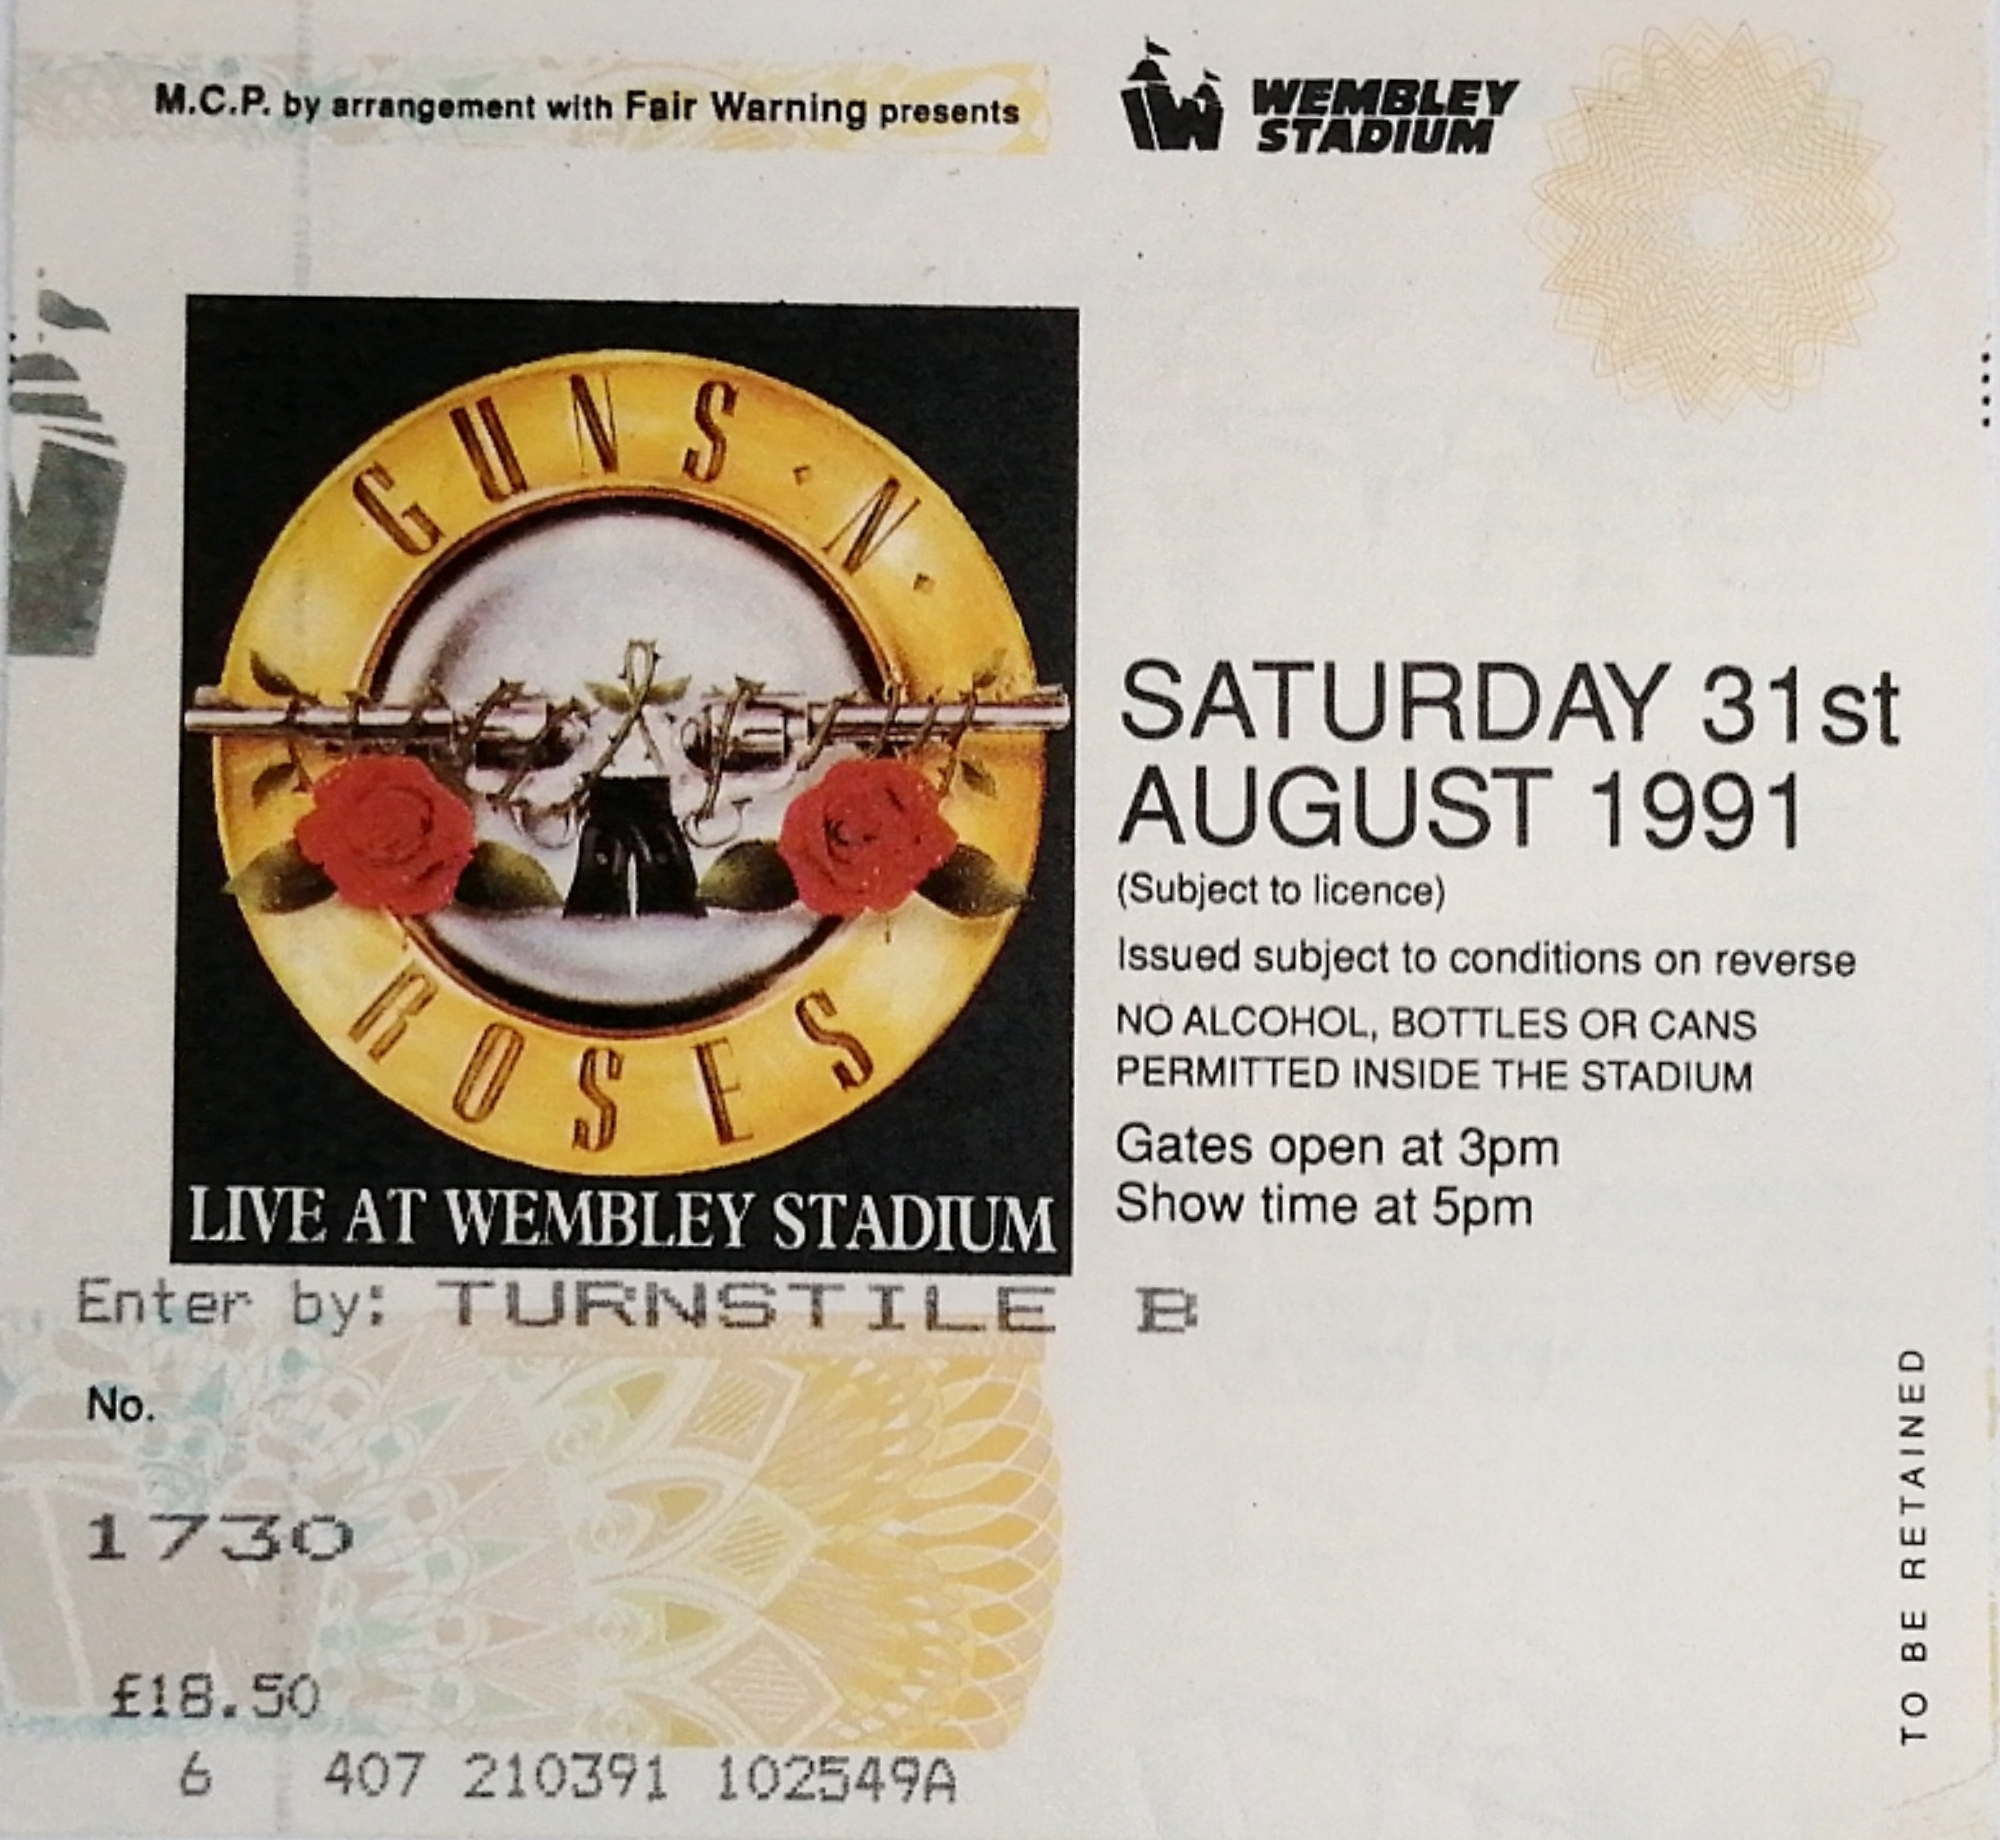 M.C.P. by arrangement with Fair Warning presents
WEMBLEY
STADIUM
GUNS N
ROSES
LIVE AT WEMBLEY STADIUM
SATURDAY 31st
AUGUST 1991
(Subject to licence)
Issued subject to conditions on reverse
NO ALCOHOL, BOTTLES OR CANS
PERMITTED INSIDE THE STADIUM
Gates open at 3pm
Show time at 5pm
Enter by: TURNSTILE B
No.
1730
£18.50
6 407 210391 102549A
TO BE RETAINED